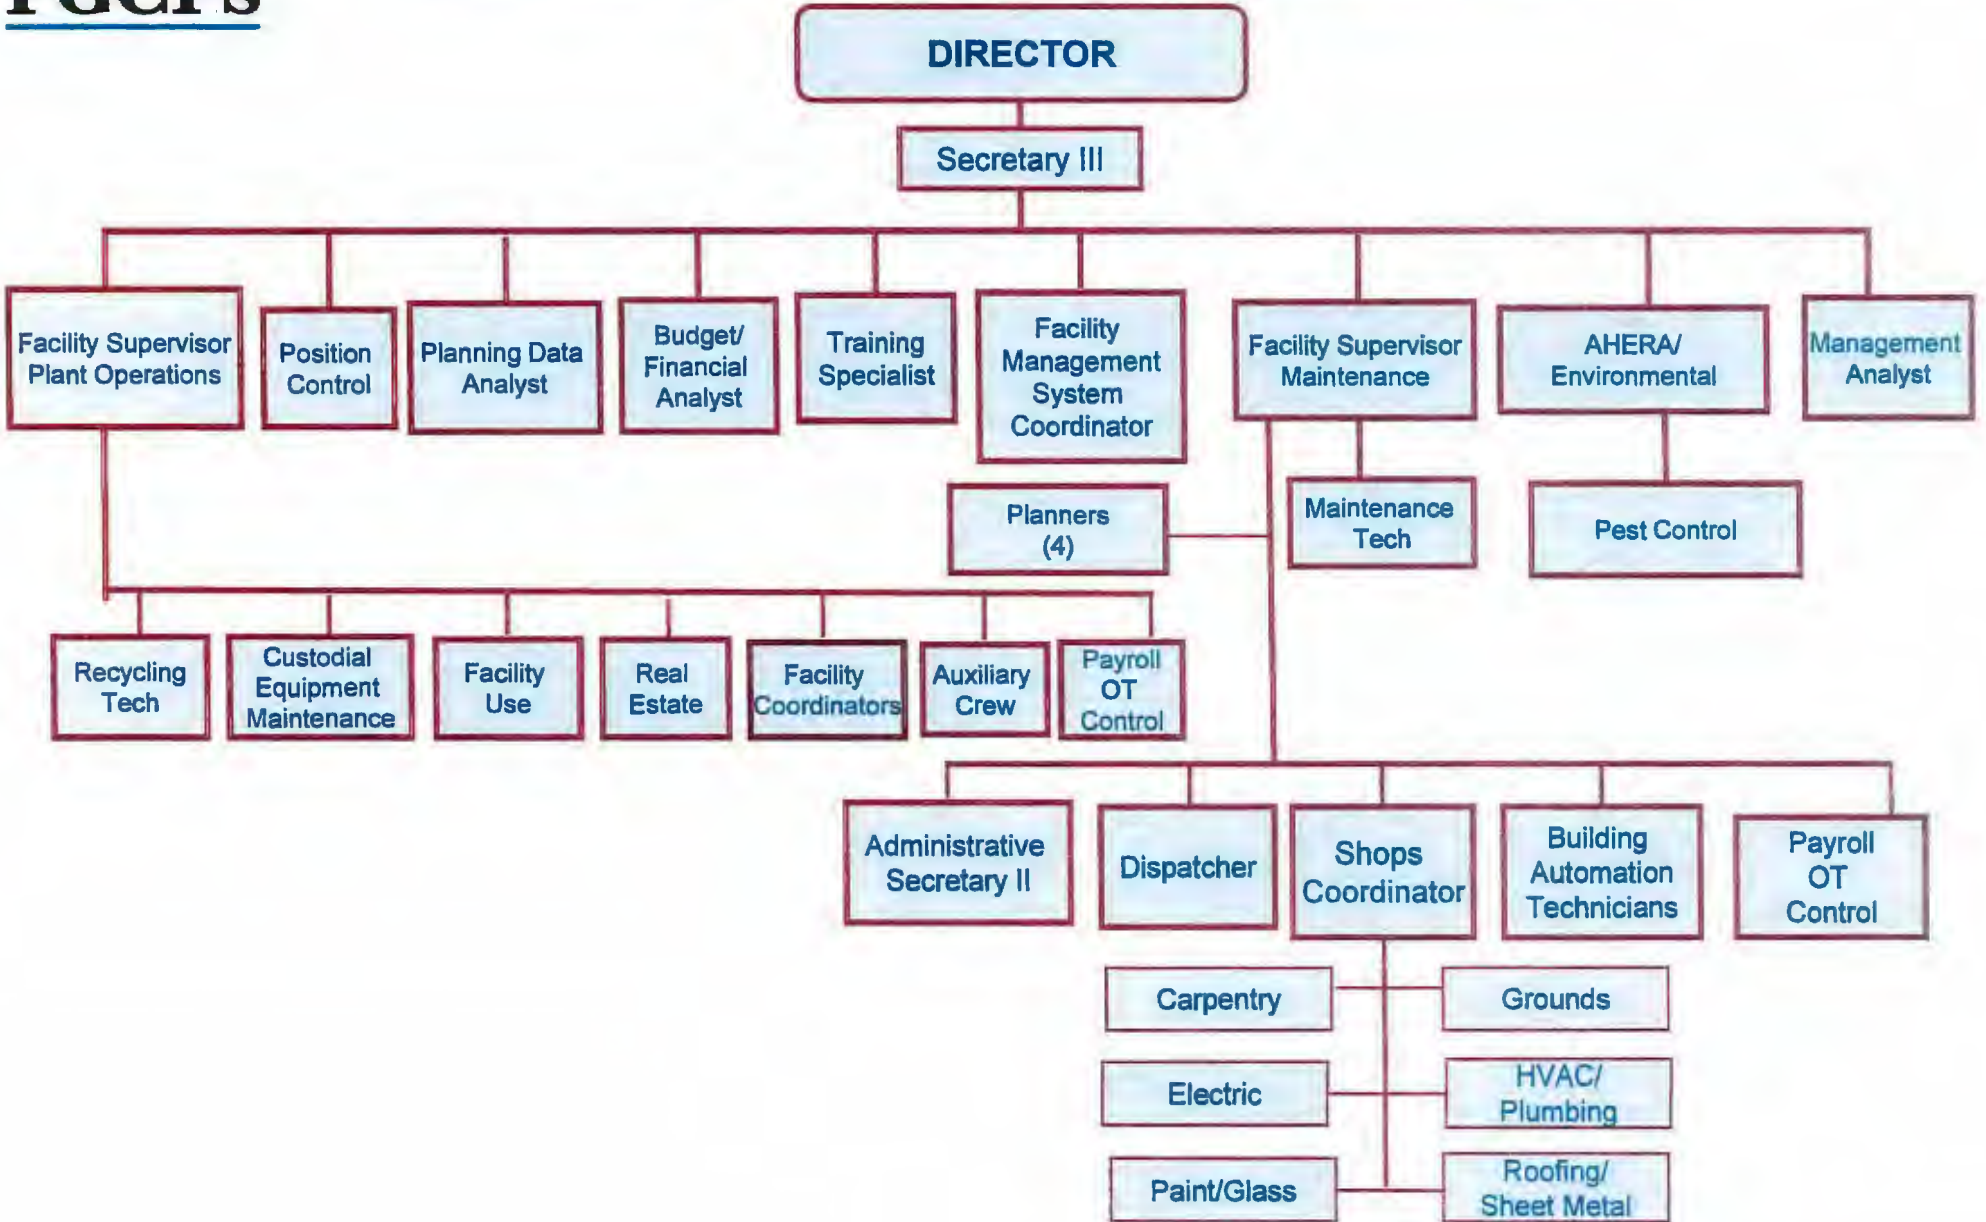 DIRECTOR
Secretary III
Facility Supervisor
Plant Operations
Position
Control
Planning Data
Analyst
Budget/
Financial
Analyst
Training
Specialist
Facility
Management
System
Coordinator
Facility Supervisor
Maintenance
AHERA/
Environmental
Management
Analyst
Planners
(4)
Maintenance
Tech
Pest Control
Recycling
Tech
Custodial
Equipment
Maintenance
Facility
Use
Real
Estate
Facility
Coordinators
Auxiliary
Crew
Payroll
OT
Control
Administrative
Secretary II
Dispatcher
Shops
Coordinator
Building
Automation
Technicians
Payroll
OT
Control
Carpentry
Grounds
Electric
HVAC/
Plumbing
Paint/Glass
Roofing/
Sheet Metal